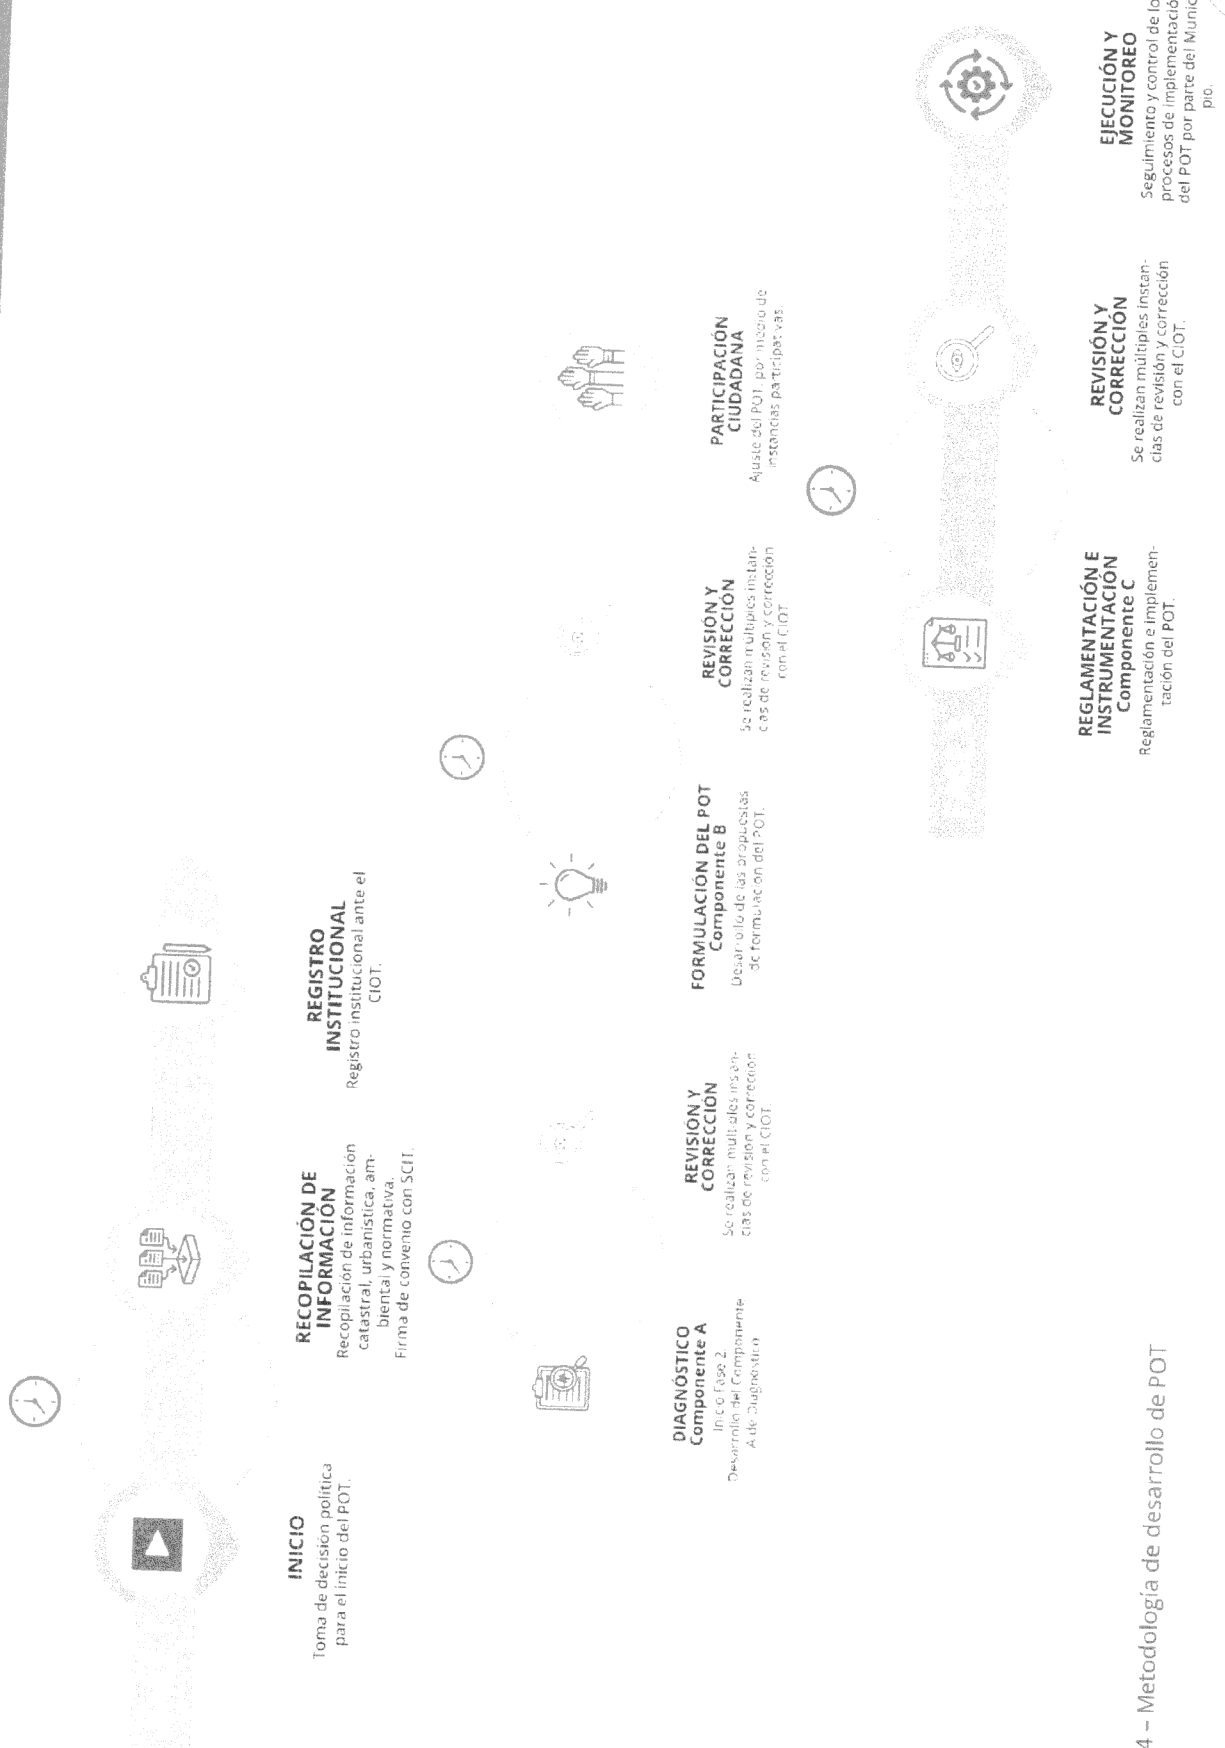 INICIO
Toma de decisión política
para el inicio del POT.
RECOPILACIÓN DE
INFORMACIÓN
Recopilación de información
catastral, urbanística, am-
biental y normativa.
Firma de convenio con SCIT.
REGISTRO
INSTITUCIONAL
Registro institucional ante el
CIOT.
DIAGNÓSTICO
Componente A
Inicio Fase 2.
Desarrollo del Componente
A de Diagnóstico
REVISIÓN Y
CORRECCIÓN
Se realizan multiples instan-
cias de revisión y corrección
con el CIOT.
FORMULACIÓN DEL POT
Componente B
Desarrollo de las propuestas
de formulación del POT.
REVISIÓN Y
CORRECCIÓN
Se realizan múltiples instan-
cias de revisión y corrección
con el CIOT.
PARTICIPACIÓN
CIUDADANA
Ajuste del POT por medio de
instancias participativas.
REGLAMENTACIÓN E
INSTRUMENTACIÓN
Componente C
Reglamentación e implemen-
tación del POT.
REVISIÓN Y
CORRECCIÓN
Se realizan múltiples instan-
cias de revisión y corrección
con el CIOT.
EJECUCIÓN Y
MONITOREO
Seguimiento y control de lo
procesos de implementació
del POT por parte del Munic
pio.
4 – Metodología de desarrollo de POT